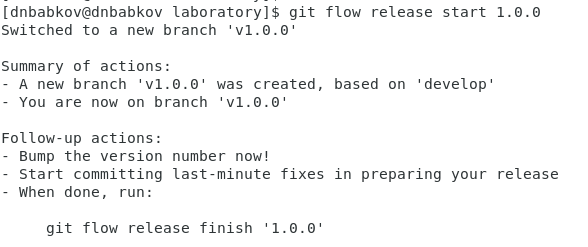 [dnbabkov@dnbabkov laboratory]$ git flow release start 1.0.0
Switched to a new branch 'v1.0.0'
Summary of actions:
- A new branch 'v1.0.0' was created, based on 'develop'
- You are now on branch 'v1.0.0'
Follow-up actions:
- Bump the version number now!
- Start committing last-minute fixes in preparing your release
- When done, run:
git flow release finish '1.0.0'